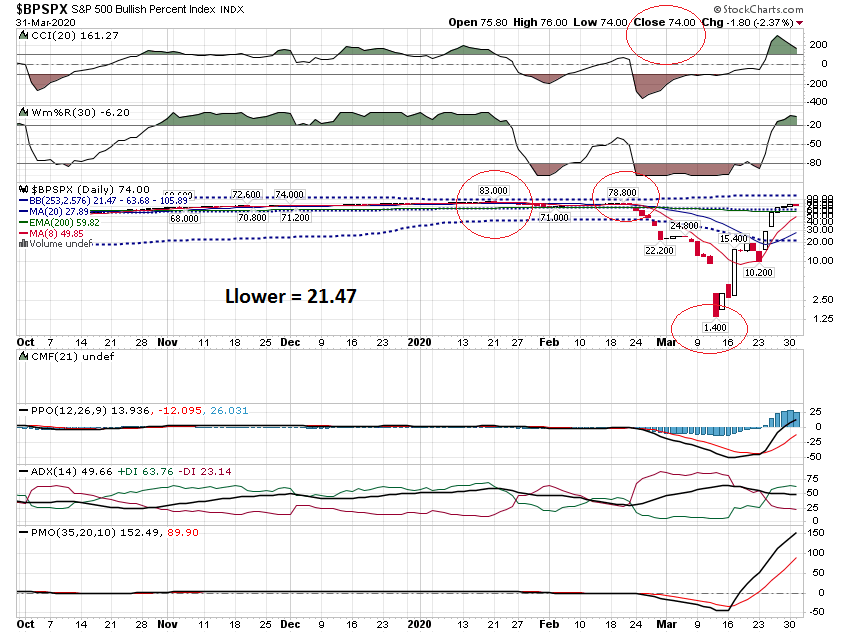 $BPSPX S&P 500 Bullish Percent Index INDX © StockCharts.com
31-Mar-2020 Open 75.80 High 76.00 Low 74.00 Close 74.00 Chg -1.80 (-2.37%)
CCI(20) 161.27
200
0
-200
-400
Wm%R(30) -6.20
-20
-50
-80
$BPSPX (Daily) 74.00
BB(253,2.576) 21.47 - 63.68 - 105.89
MA(20) 27.89
EMA(200) 59.82
MA(8) 49.85
Volume undef
68.000
72.600
70.800
74.000
71.200
83.000
71.000
78.800
22.200
24.800
1.400
15.400
10.200
40.00
30.00
20.00
10.00
2.50
1.25
Llower = 21.47
Oct 7 14 21 28 Nov 11 18 25 Dec 9 16 23 2020 13 21 27 Feb 10 18 24 Mar 9 16 23 30
CMF(21) undef
PPO(12,26,9) 13.936, -12.095, 26.031
25
0
-25
-50
ADX(14) 49.66 +DI 63.76 -DI 23.14
75
50
25
0
PMO(35,20,10) 152.49, 89.90
150
100
50
0
-50
Oct 7 14 21 28 Nov 11 18 25 Dec 9 16 23 2020 13 21 27 Feb 10 18 24 Mar 9 16 23 30